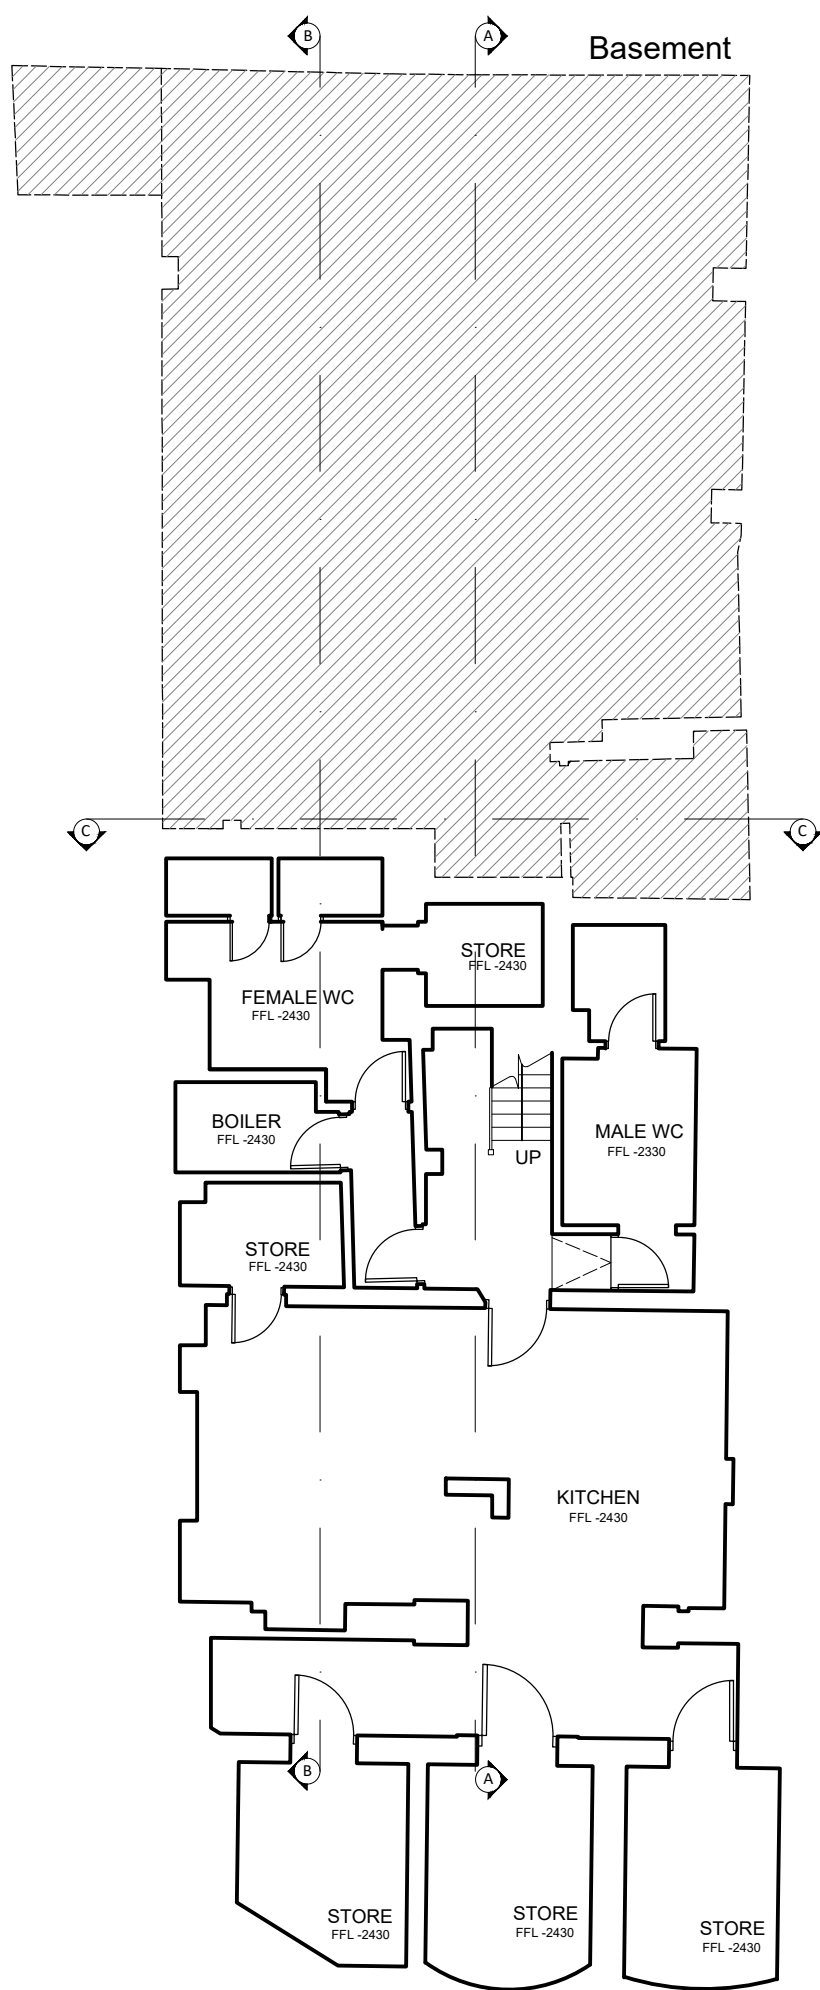 B
A
Basement
C
C
STORE
FFL -2430
FEMALE WC
FFL -2430
BOILER
FFL -2430
MALE WC
FFL -2330
UP
STORE
FFL -2430
KITCHEN
FFL -2430
B
A
STORE
FFL -2430
STORE
FFL -2430
STORE
FFL -2430